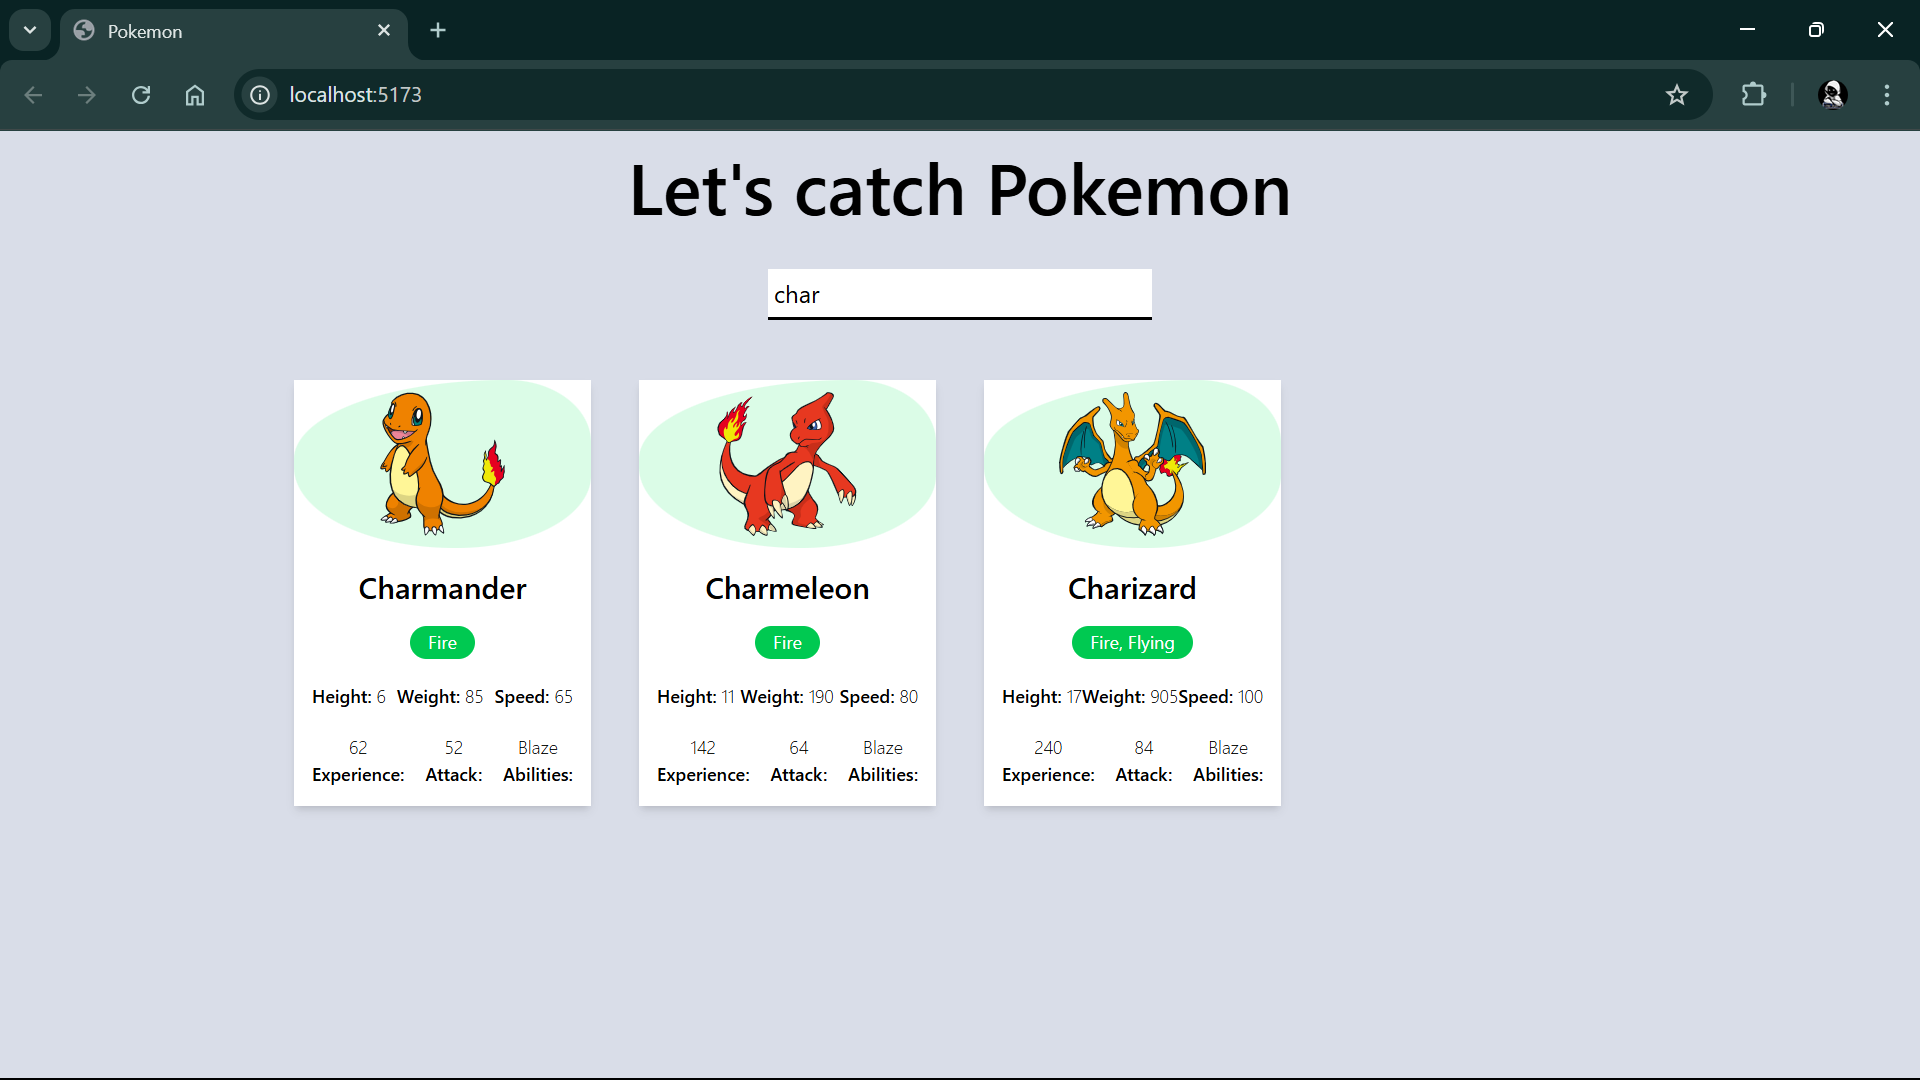 Pokemon
localhost:5173
Let's catch Pokemon
char
Charmander
Fire
Height: 6 Weight: 85 Speed: 65
62 52 Blaze
Experience: Attack: Abilities:
Charmeleon
Fire
Height: 11 Weight: 190 Speed: 80
142 64 Blaze
Experience: Attack: Abilities:
Charizard
Fire, Flying
Height: 17Weight: 905Speed: 100
240 84 Blaze
Experience: Attack: Abilities: